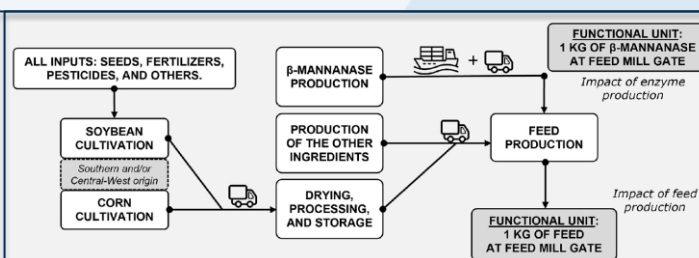 ALL INPUTS: SEEDS, FERTILIZERS,
PESTICIDES, AND OTHERS.
SOYBEAN
CULTIVATION
Southern and/or
Central-West origin
CORN
CULTIVATION
β-MANNANASE
PRODUCTION
+
PRODUCTION
OF THE OTHER
INGREDIENTS
DRYING,
PROCESSING,
AND STORAGE
FUNCTIONAL UNIT:
1 KG OF β-MANNANASE
AT FEED MILL GATE
Impact of enzyme
production
FEED
PRODUCTION
Impact of feed
production
FUNCTIONAL UNIT:
1 KG OF FEED
AT FEED MILL GATE